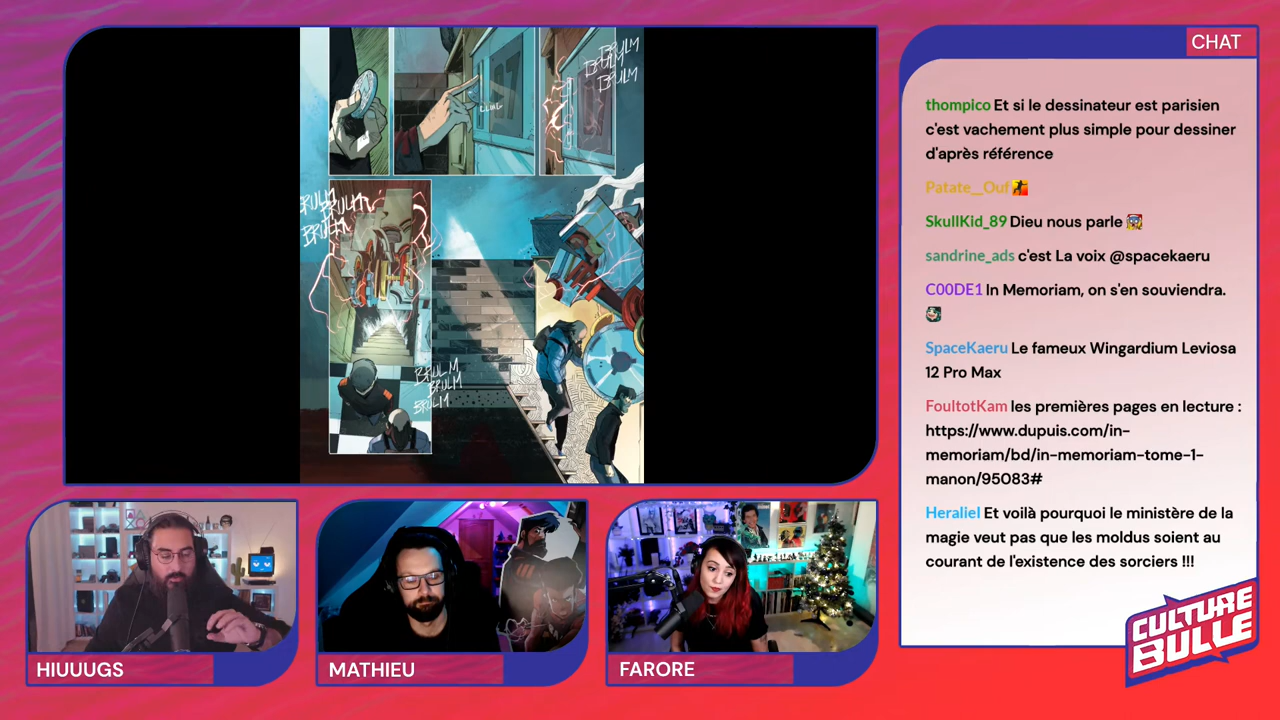 BRULM
BRULM
BRULM
CLING
BRULM
BRULM
BRULM
BRULM
BRULM
BRULM
CHAT
thompico Et si le dessinateur est parisien
c'est vachement plus simple pour dessiner
d'après référence
Patate__Ouf
SkullKid_89 Dieu nous parle
sandrine_ads c'est La voix @spacekaeru
C00DE1 In Memoriam, on s'en souviendra.
SpaceKaeru Le fameux Wingardium Leviosa
12 Pro Max
FoultotKam les premières pages en lecture :
https://www.dupuis.com/in-
memoriam/bd/in-memoriam-tome-1-
manon/95083#
Heraliel Et voilà pourquoi le ministère de la
magie veut pas que les moldus soient au
courant de l'existence des sorciers !!!
CULTURE
BULLE
HIUUUGS
MATHIEU
FARORE